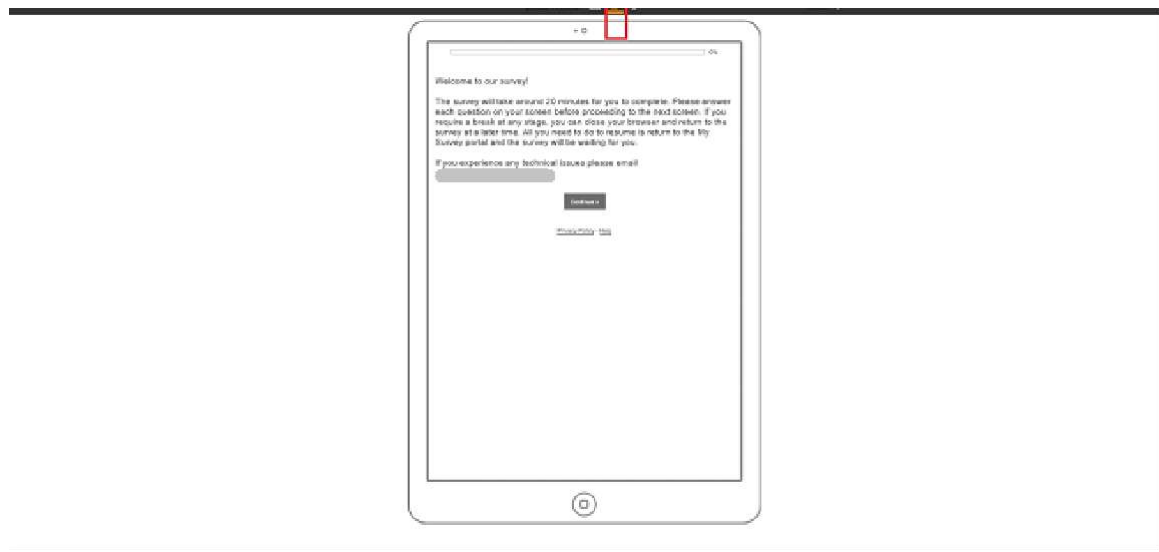 0%
Welcome to our survey!
The survey will take around 20 minutes for you to complete. Please answer
each question on your screen before proceeding to the next screen. If you
require a break at any stage, you can close your browser and return to the
survey at a later time. All you need to do to resume is return to the My
Survey portal and the survey will be waiting for you.
If you experience any technical issues please email
Continue
Privacy Policy - Help